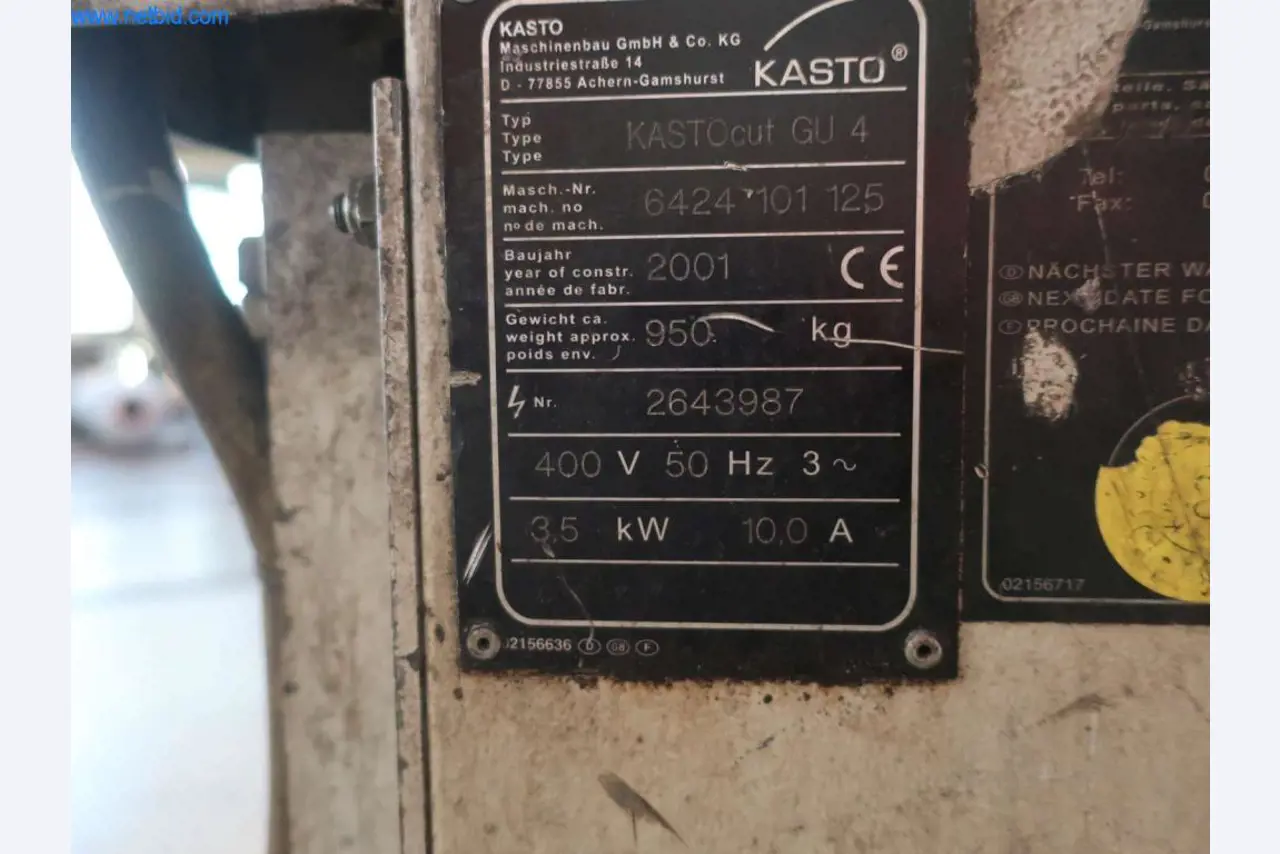 www.netbid.com
KASTO
Maschinenbau GmbH & Co. KG
Industriestraße 14
D - 77855 Achern-Gamshurst
KASTO®
Typ
Type
Type
KASTOcut GU 4
Masch.-Nr.
mach. no
n° de mach.
6424 101 125
Baujahr
year of constr.
année de fabr.
2001
CE
Gewicht ca.
weight approx.
poids env.
950 kg
Nr. 2643987
400 V 50 Hz 3 ~
3,5 kW 10,0 A
02156636 D GB F
Tel:
Fax:
D NÄCHSTER
GB NEXT DATE
F PROCHAINE
02156717